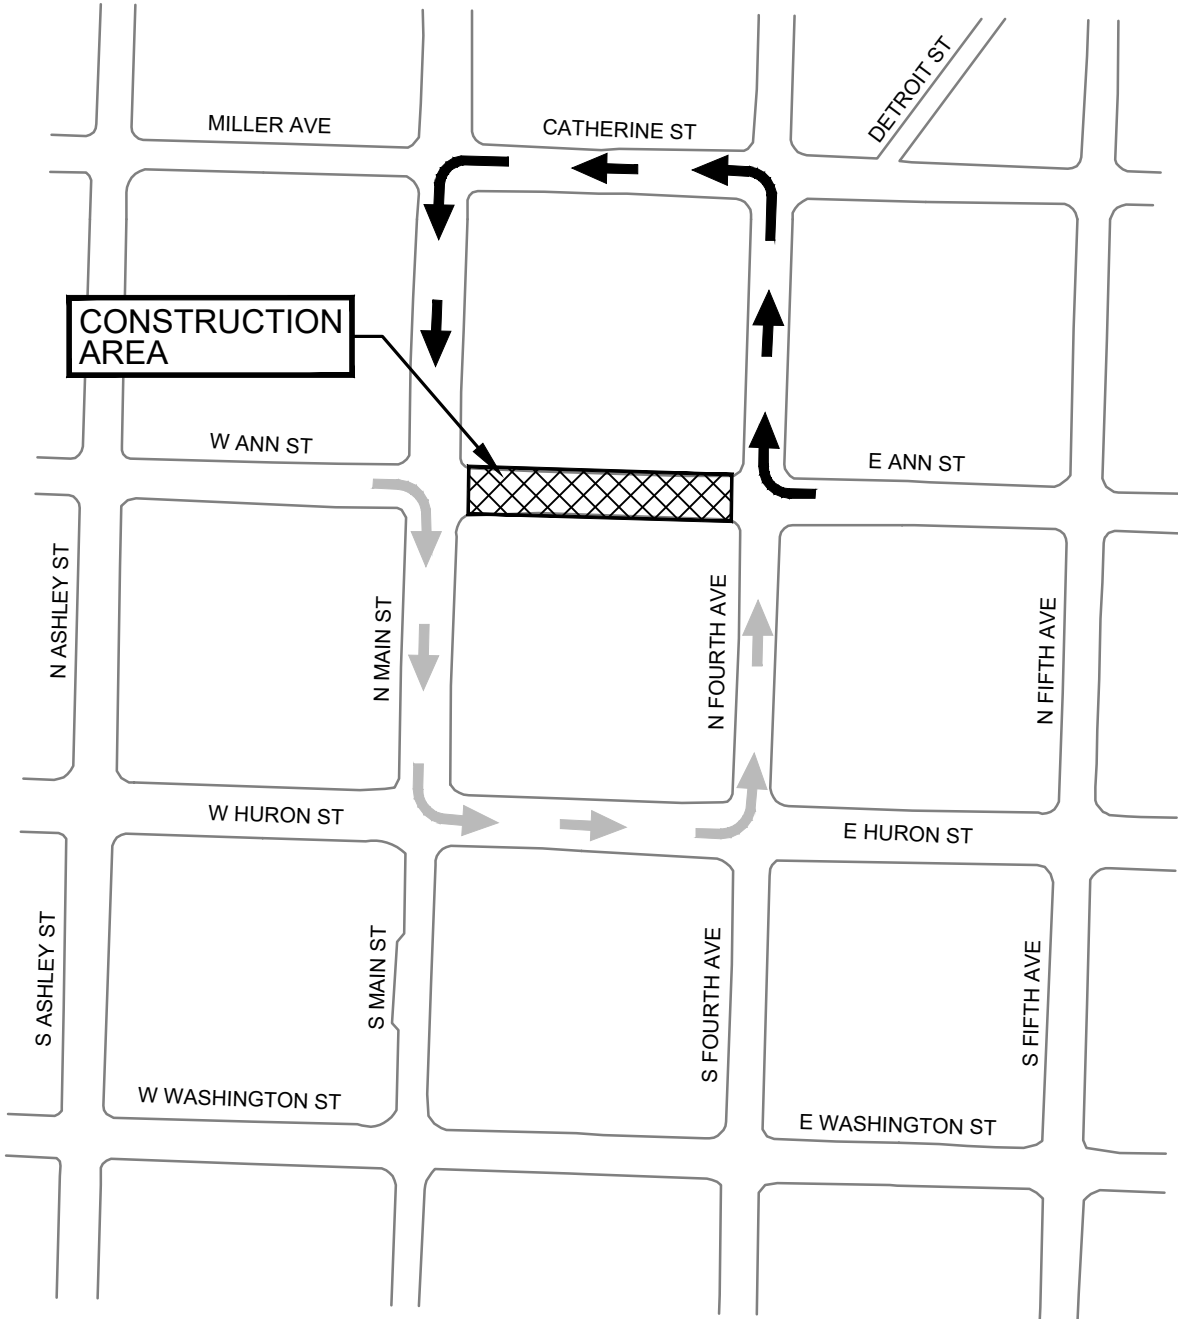 DETROIT ST
MILLER AVE
CATHERINE ST
CONSTRUCTION
AREA
W ANN ST
E ANN ST
N ASHLEY ST
N MAIN ST
N FOURTH AVE
N FIFTH AVE
W HURON ST
E HURON ST
S ASHLEY ST
S MAIN ST
S FOURTH AVE
S FIFTH AVE
W WASHINGTON ST
E WASHINGTON ST